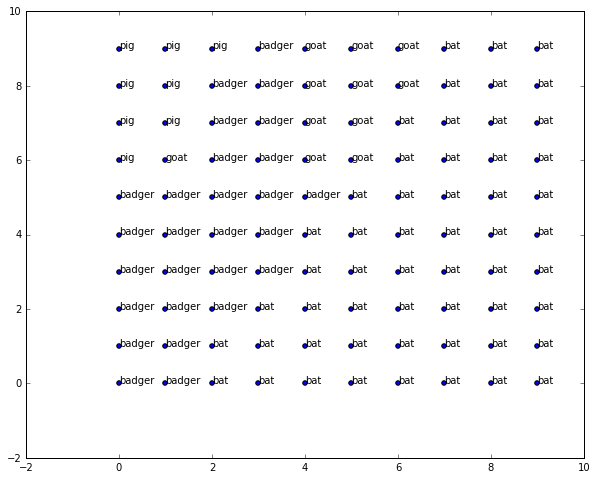 10
pig pig pig badger goat goat goat bat bat bat
8 pig pig badger badger goat goat goat bat bat bat
pig pig badger badger goat goat bat bat bat bat
6 pig goat badger badger goat goat bat bat bat bat
badger badger badger badger badger bat bat bat bat bat
4 badger badger badger badger bat bat bat bat bat bat
badger badger badger badger bat bat bat bat bat bat
2 badger badger badger bat bat bat bat bat bat bat
badger badger bat bat bat bat bat bat bat bat
0 badger badger bat bat bat bat bat bat bat bat
−2
−2 0 2 4 6 8 10